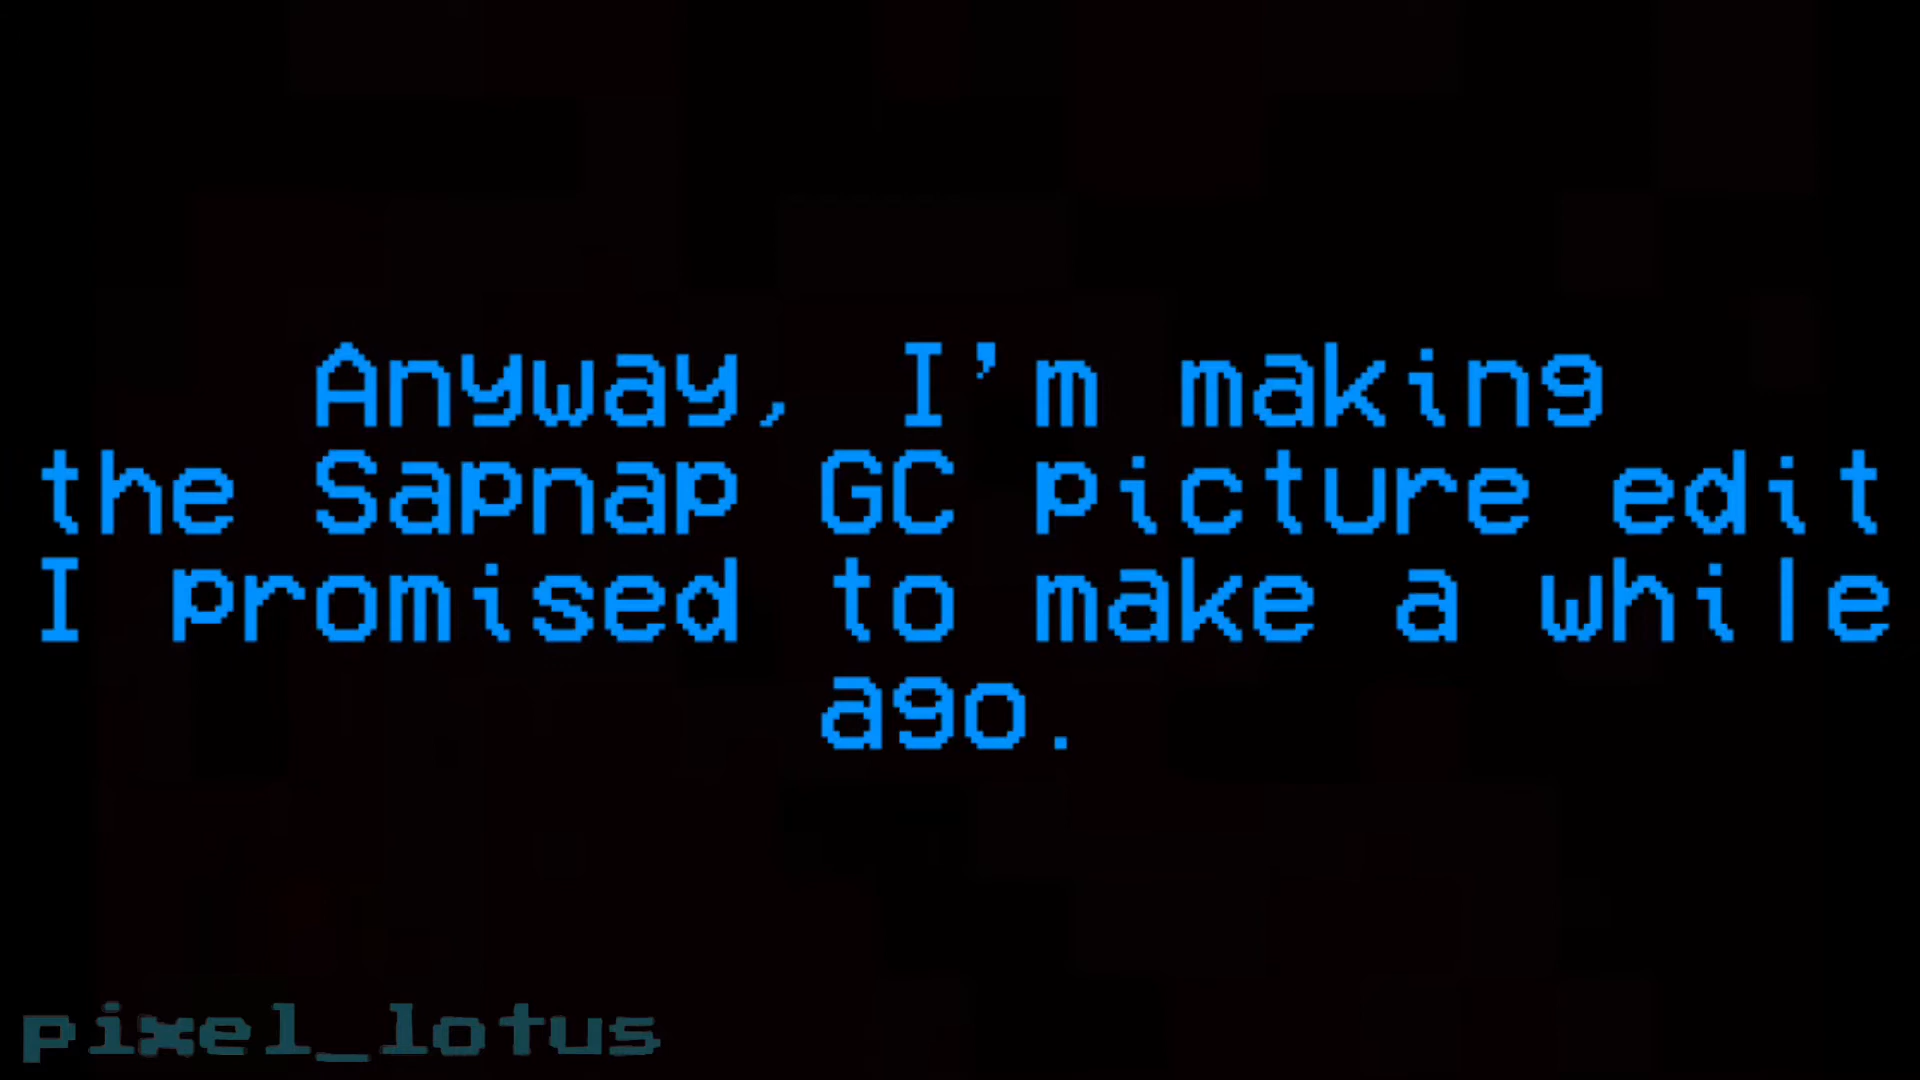 Anyway, I'm making
the Sapnap GC picture edit
I promised to make a while
ago.
pixel_lotus